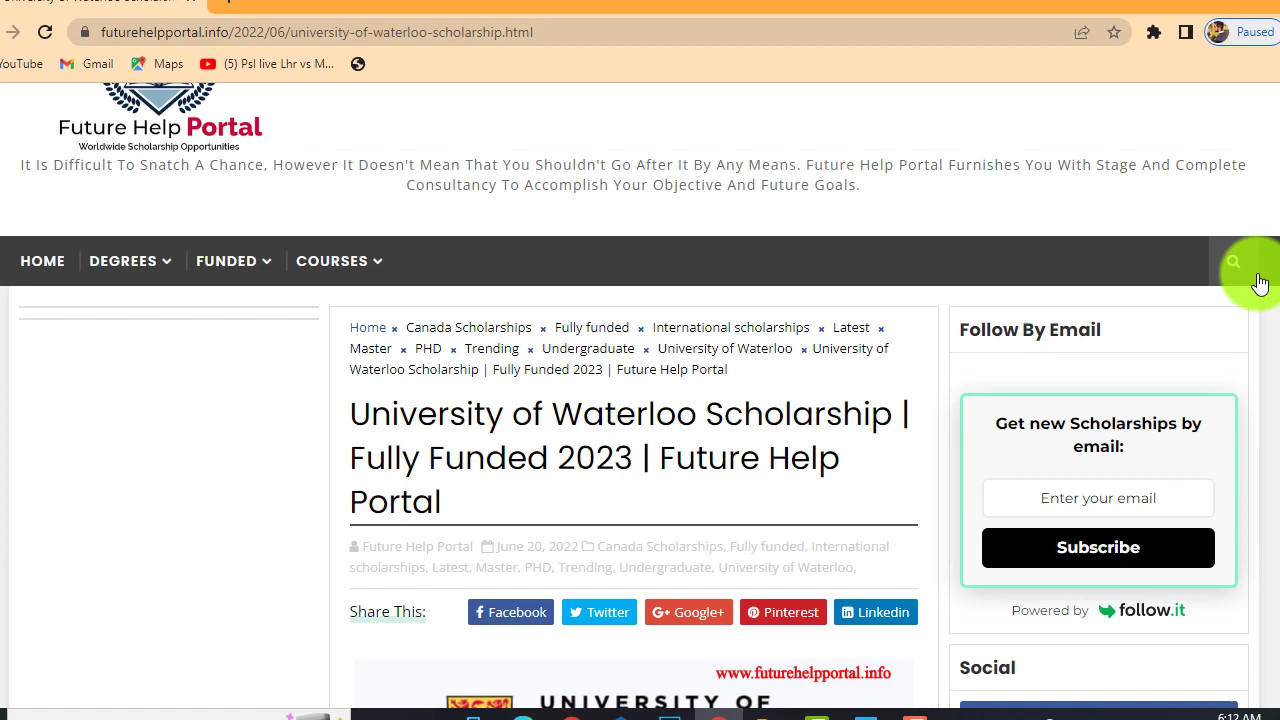 futurehelpportal.info/2022/06/university-of-waterloo-scholarship.html
Paused
YouTube
Gmail
Maps
(5) Psl live Lhr vs M...
Future Help Portal
Worldwide Scholarship Opportunities
It Is Difficult To Snatch A Chance, However It Doesn't Mean That You Shouldn't Go After It By Any Means. Future Help Portal Furnishes You With Stage And Complete
Consultancy To Accomplish Your Objective And Future Goals.
HOME DEGREES FUNDED COURSES
Home × Canada Scholarships × Fully funded × International scholarships × Latest ×
Master × PHD × Trending × Undergraduate × University of Waterloo × University of
Waterloo Scholarship | Fully Funded 2023 | Future Help Portal
University of Waterloo Scholarship |
Fully Funded 2023 | Future Help
Portal
Future Help Portal June 20, 2022 Canada Scholarships, Fully funded, International
scholarships, Latest, Master, PHD, Trending, Undergraduate, University of Waterloo,
Share This: Facebook Twitter Google+ Pinterest Linkedin
www.futurehelpportal.info
UNIVERSITY OF
Follow By Email
Get new Scholarships by
email:
Enter your email
Subscribe
Powered by follow.it
Social
6:12 AM